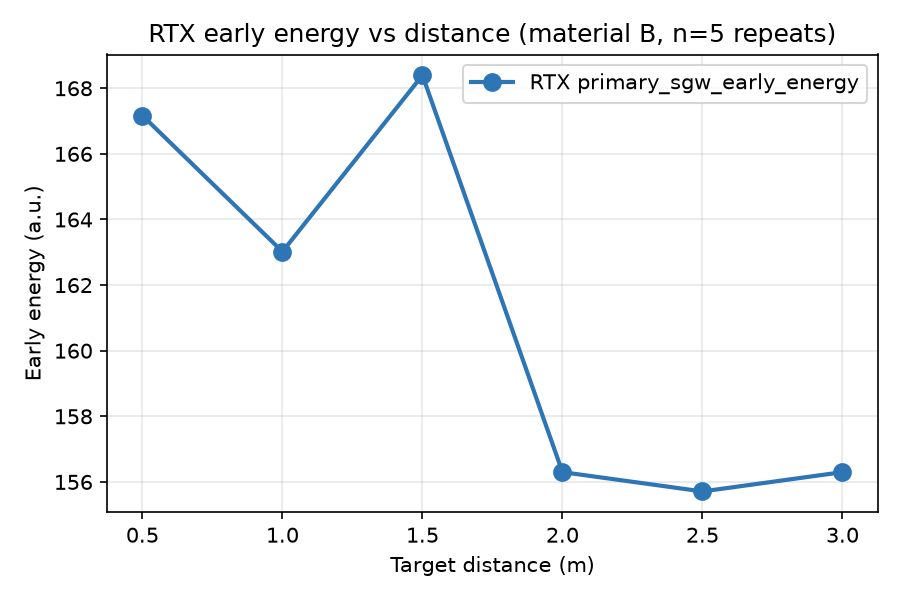 RTX early energy vs distance (material B, n=5 repeats)
RTX primary_sgw_early_energy
Early energy (a.u.)
168
166
164
162
160
158
156
0.5 1.0 1.5 2.0 2.5 3.0
Target distance (m)